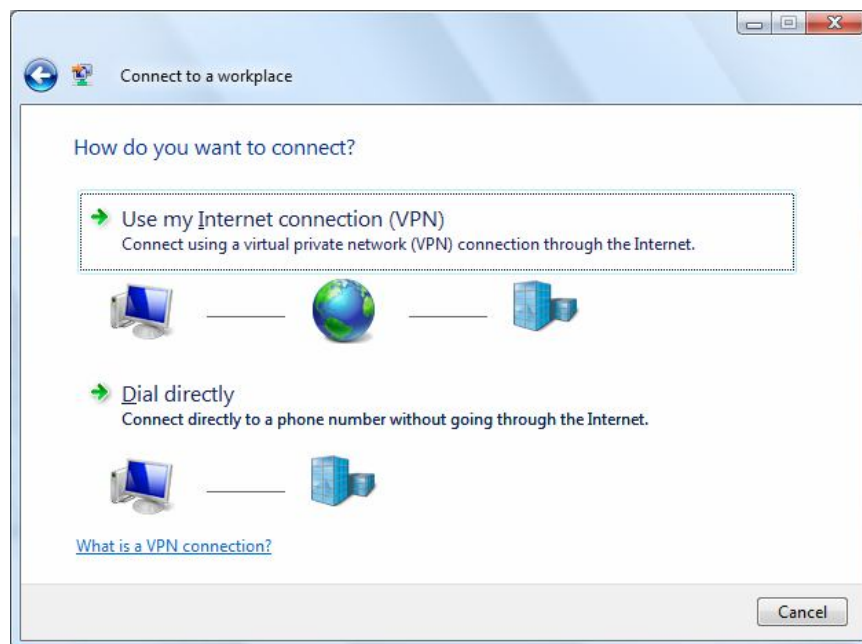 Connect to a workplace
How do you want to connect?
Use my Internet connection (VPN)
Connect using a virtual private network (VPN) connection through the Internet.
Dial directly
Connect directly to a phone number without going through the Internet.
What is a VPN connection?
Cancel